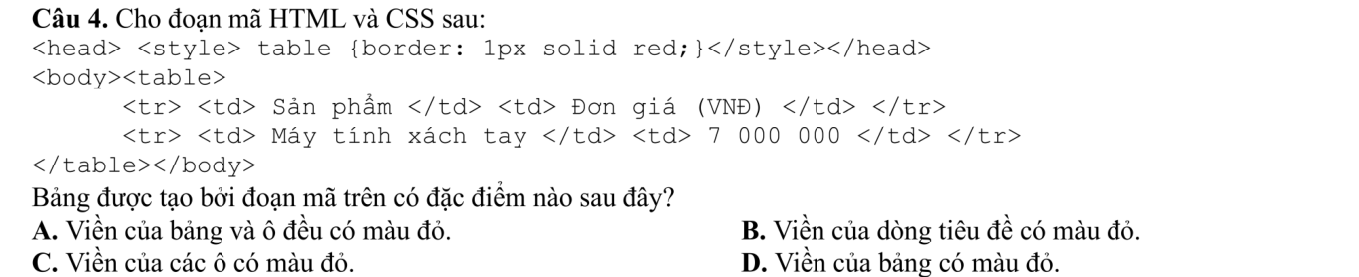 Câu 4. Cho đoạn mã HTML và CSS sau:
<head> <style> table {border: 1px solid red;}</style></head>
<body><table>
<tr> <td> Sản phẩm </td> <td> Đơn giá (VNĐ) </td> </tr>
<tr> <td> Máy tính xách tay </td> <td> 7 000 000 </td> </tr>
</table></body>
Bảng được tạo bởi đoạn mã trên có đặc điểm nào sau đây?
A. Viền của bảng và ô đều có màu đỏ. B. Viền của dòng tiêu đề có màu đỏ.
C. Viền của các ô có màu đỏ. D. Viền của bảng có màu đỏ.